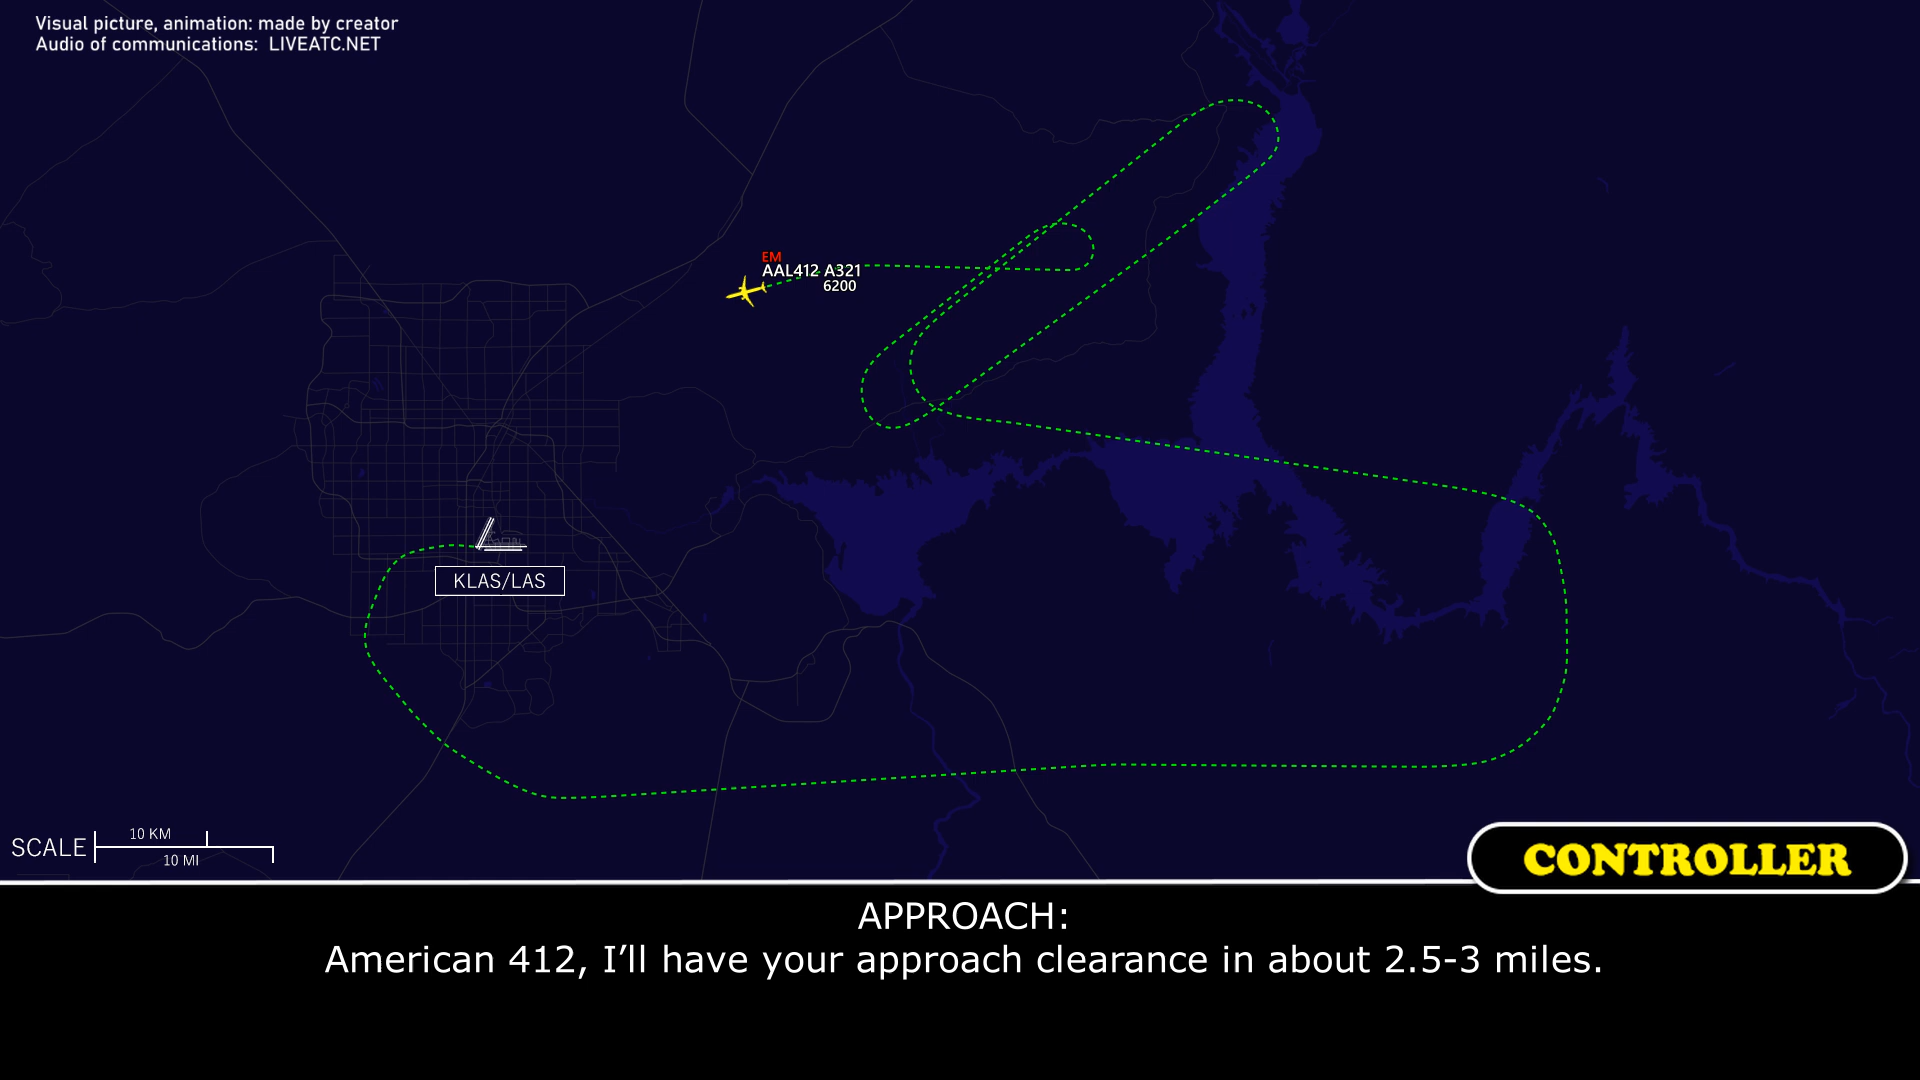 Visual picture, animation: made by creator
Audio of communications: LIVEATC.NET
EM
AAL412 A321
6200
KLAS/LAS
SCALE
10 KM
10 MI
CONTROLLER
APPROACH:
American 412, I’ll have your approach clearance in about 2.5-3 miles.